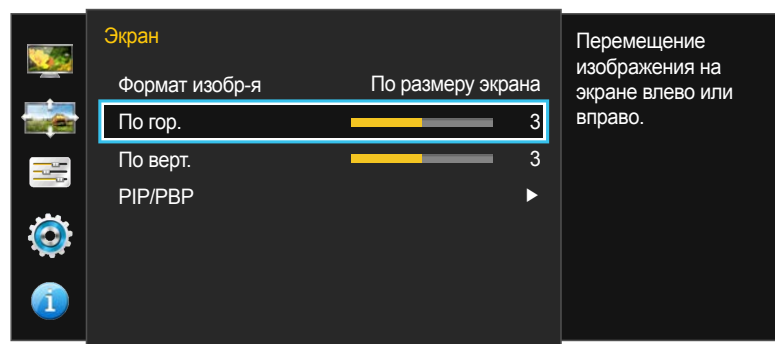 Экран
Формат изобр-я По размеру экрана
По гор. 3
По верт. 3
PIP/PBP
Перемещение
изображения на
экране влево или
вправо.